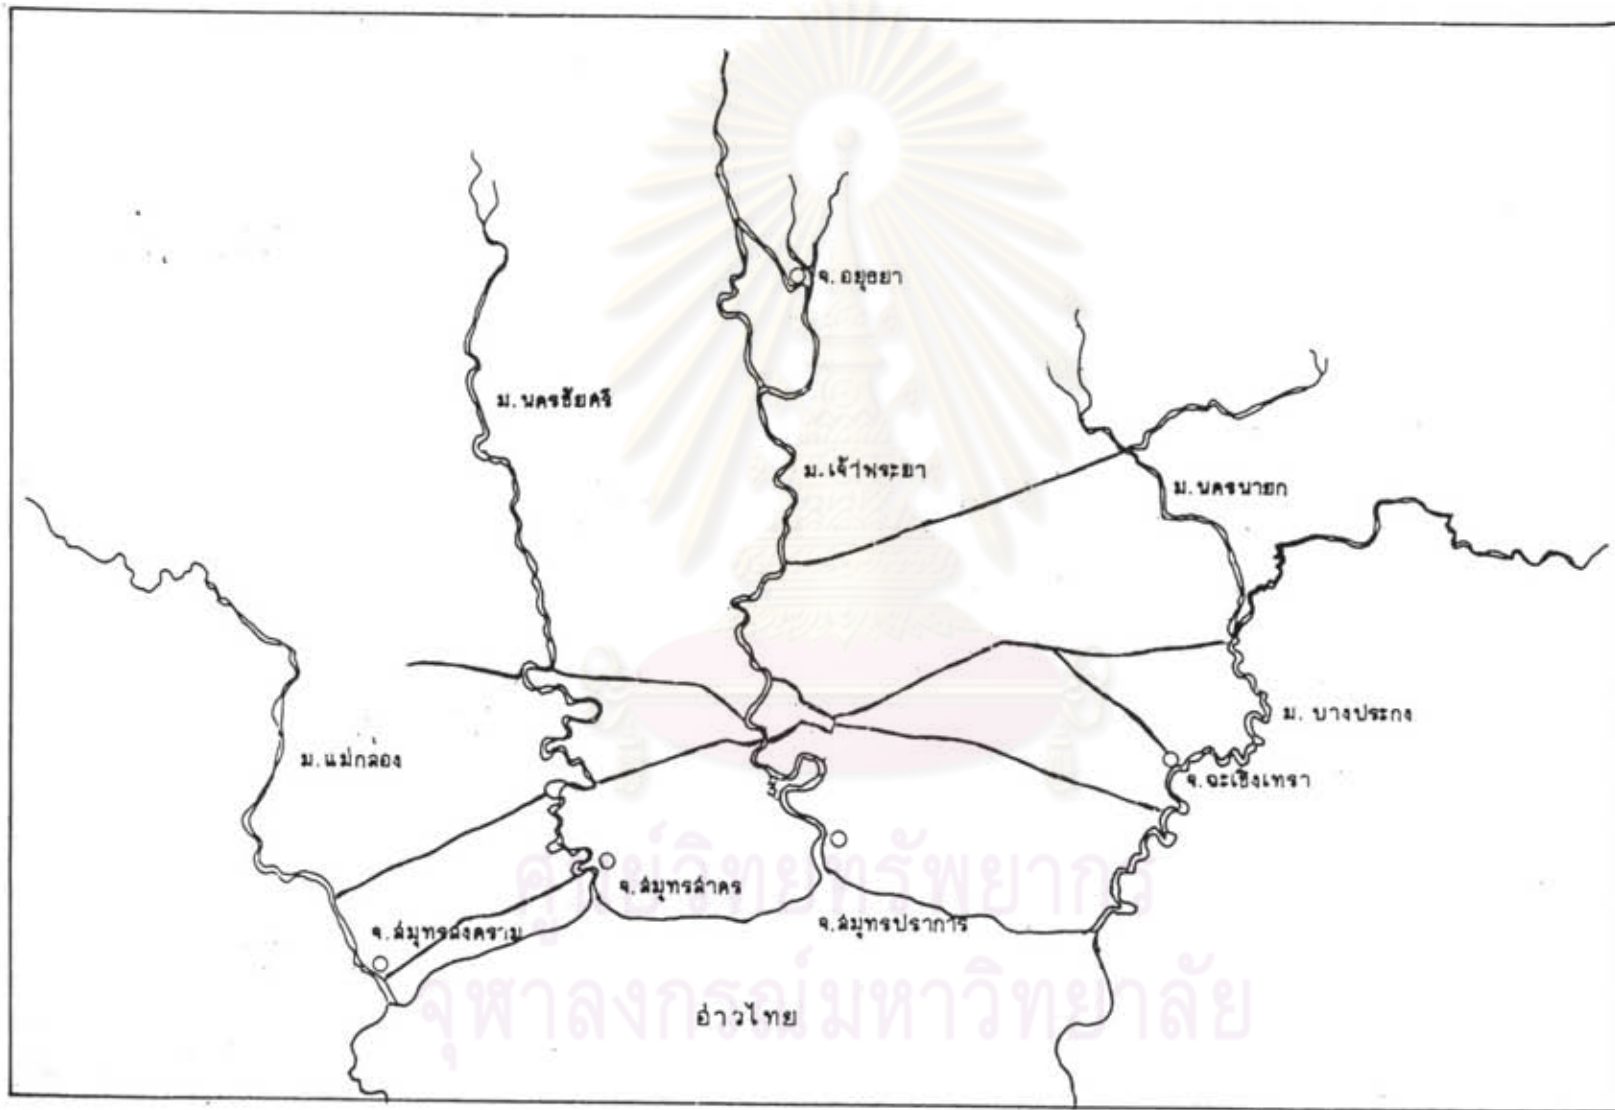 จ.อยุธยา
ม.นครชัยศรี
ม.เจ้าพระยา
ม.นครนายก
ม. บางประกง
ม.แม่กลอง
จ.ฉะเชิงเทรา
จ.สมุทรสาคร
จ.สมุทรสงคราม
จ.สมุทรปราการ
อ่าวไทย
ศูนย์วิทยทรัพยากร
จุฬาลงกรณ์มหาวิทยาลัย